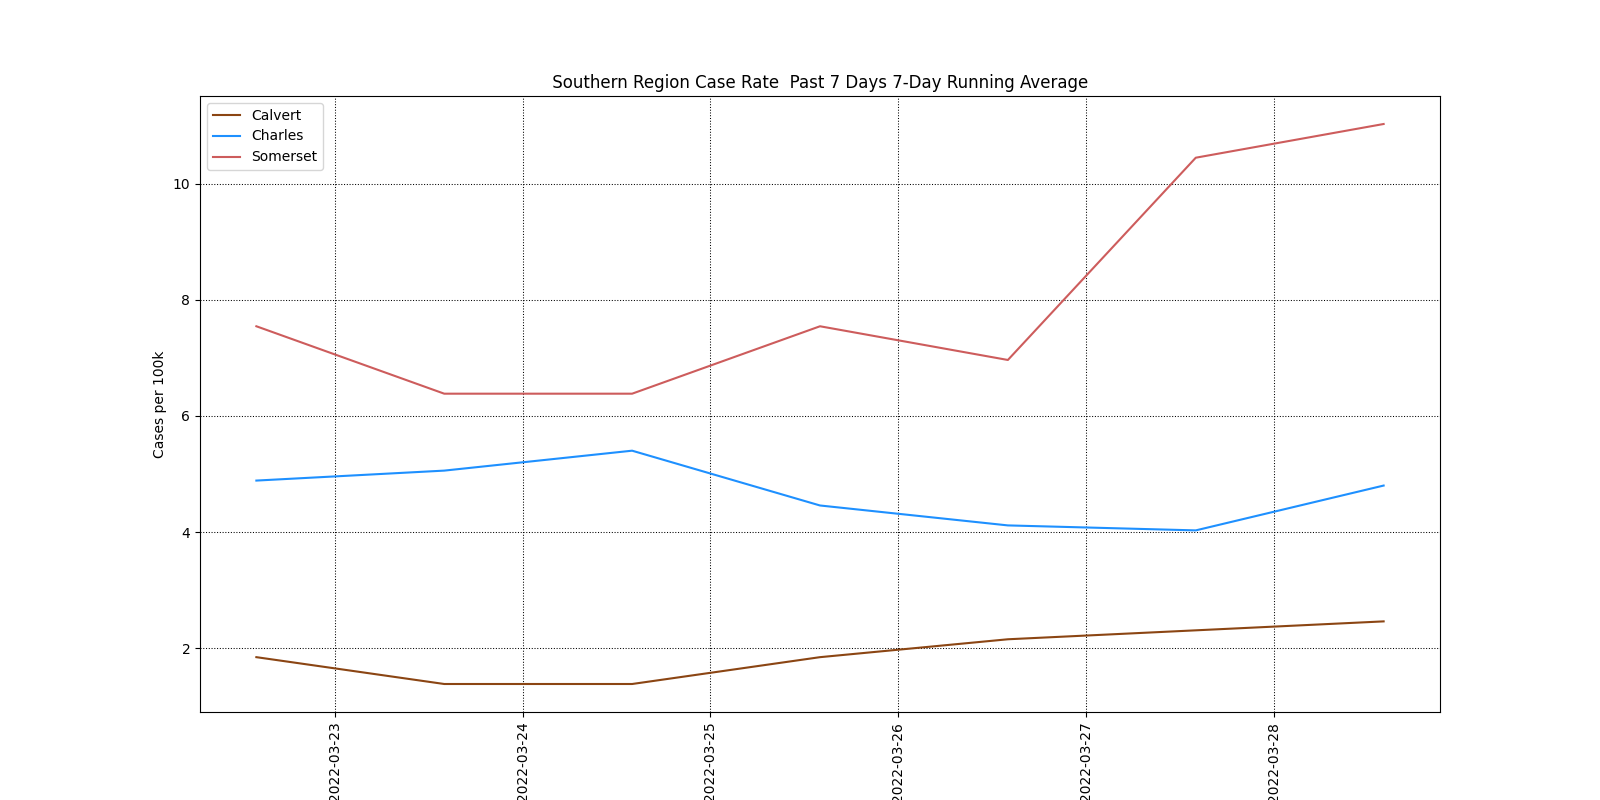 Southern Region Case Rate  Past 7 Days 7-Day Running Average
Calvert
Charles
Somerset
10
8
6
4
2
Cases per 100k
2022-03-23
2022-03-24
2022-03-25
2022-03-26
2022-03-27
2022-03-28